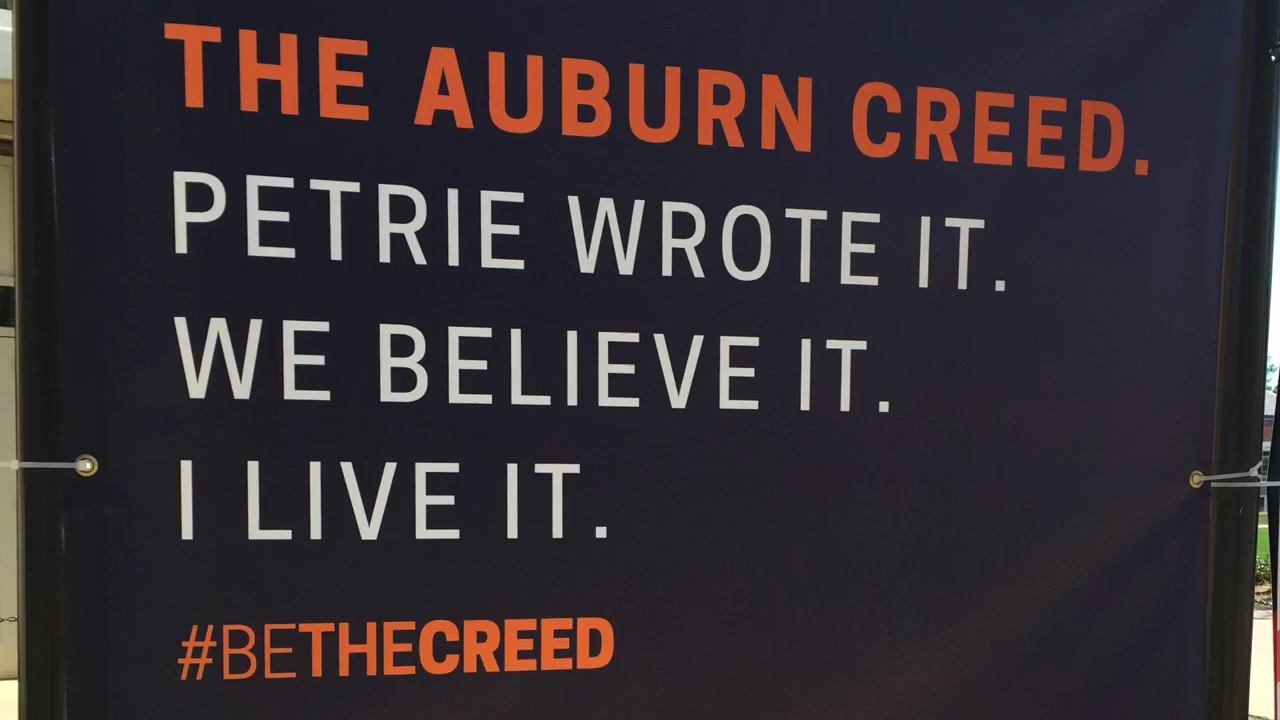 THE AUBURN CREED.
PETRIE WROTE IT.
WE BELIEVE IT.
I LIVE IT.
#BETHECREED